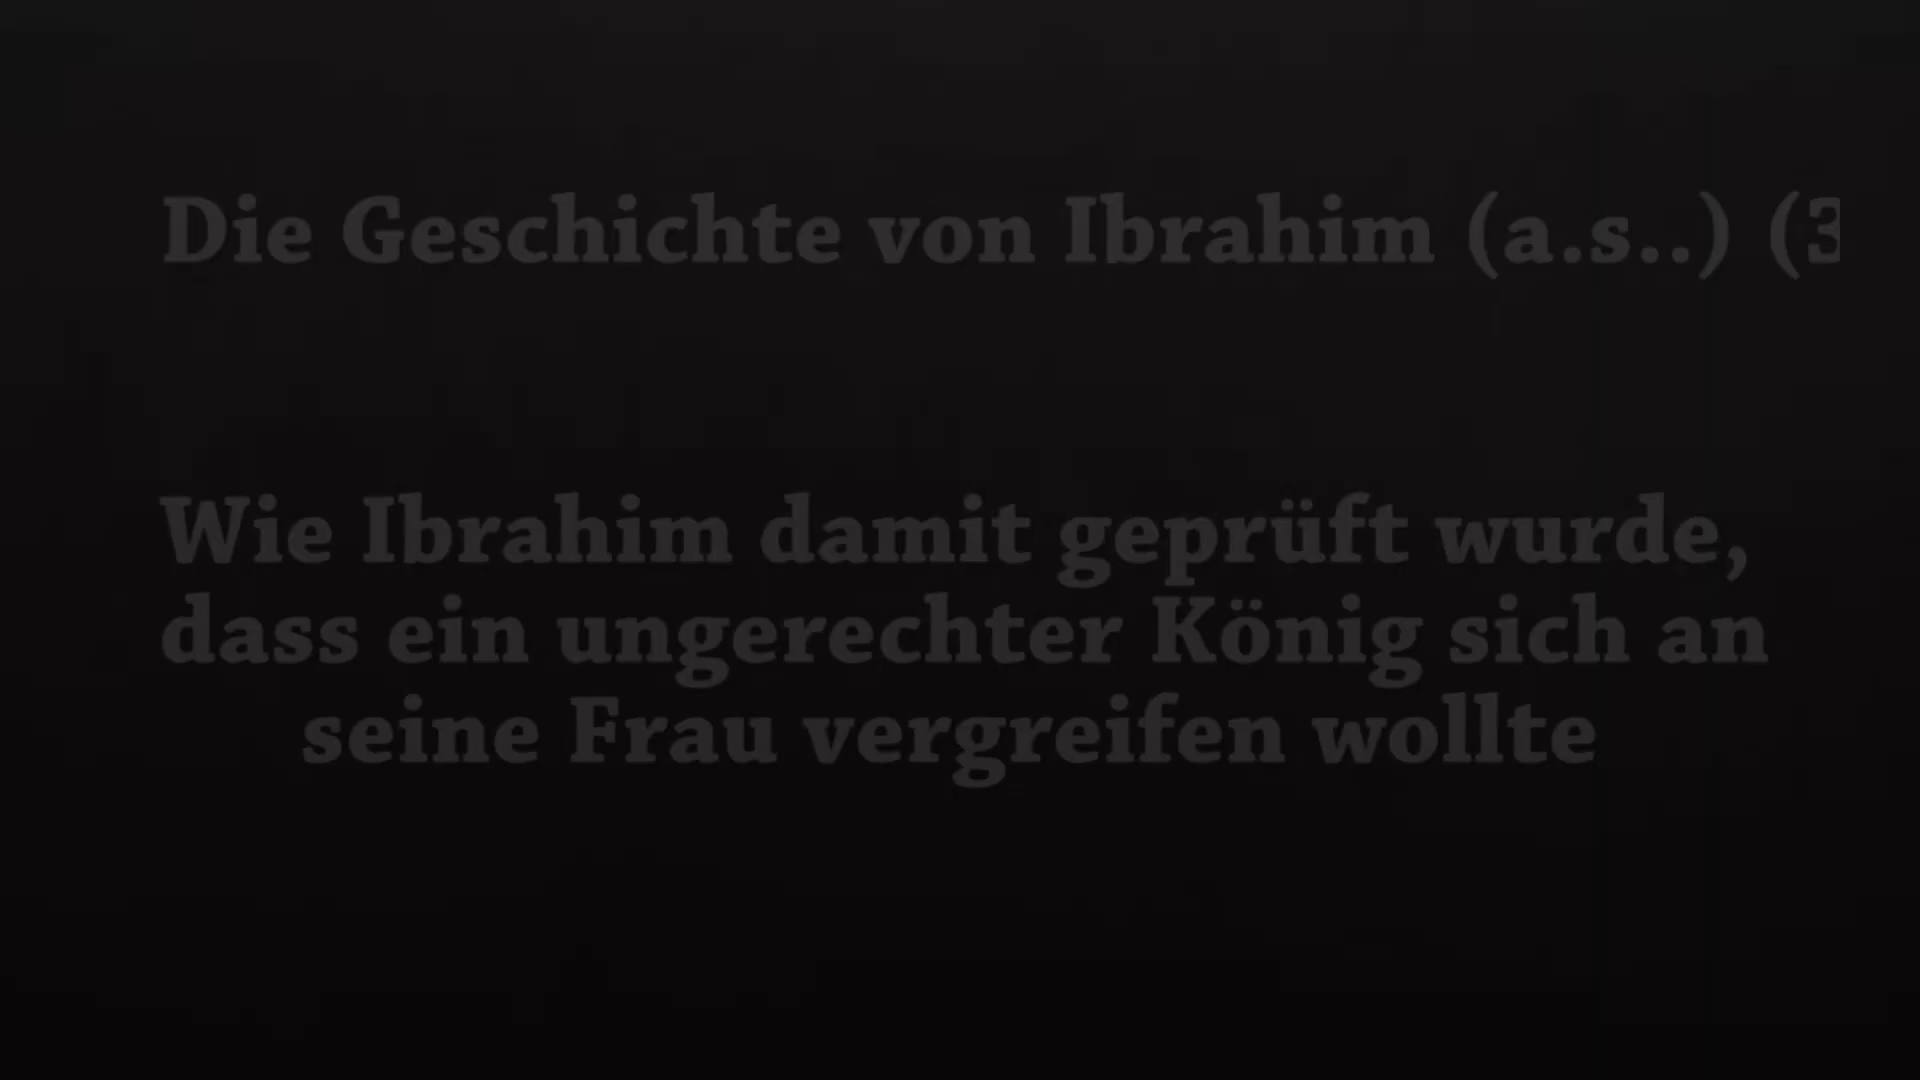 Die Geschichte von Ibrahim (a.s..) (3
Wie Ibrahim damit geprüft wurde,
dass ein ungerechter König sich an
seine Frau vergreifen wollte